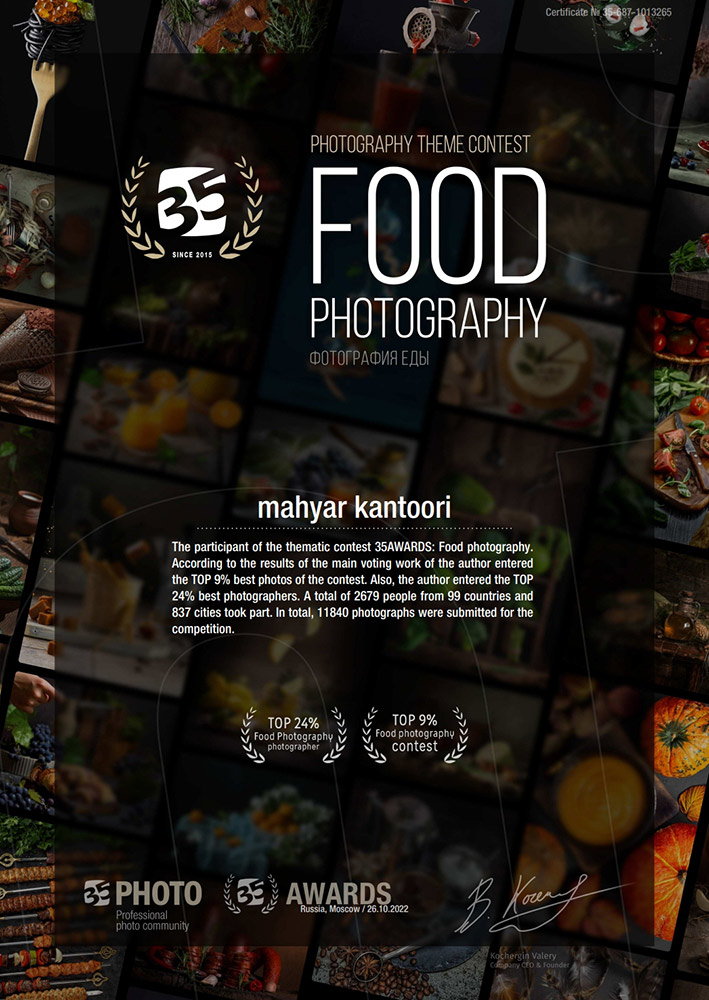 Certificate № 35-687-1013265
PHOTOGRAPHY THEME CONTEST
35
SINCE 2015
FOOD
PHOTOGRAPHY
ФОТОГРАФИЯ ЕДЫ
mahyar kantoori
The participant of the thematic contest 35AWARDS: Food photography.
According to the results of the main voting work of the author entered
the TOP 9% best photos of the contest. Also, the author entered the TOP
24% best photographers. A total of 2679 people from 99 countries and
837 cities took part. In total, 11840 photographs were submitted for the
competition.
TOP 24%
Food Photography
photographer
TOP 9%
Food photography
contest
35 PHOTO
Professional
photo community
35 AWARDS
Russia, Moscow / 26.10.2022
Kochergin Valery
Company CEO & Founder